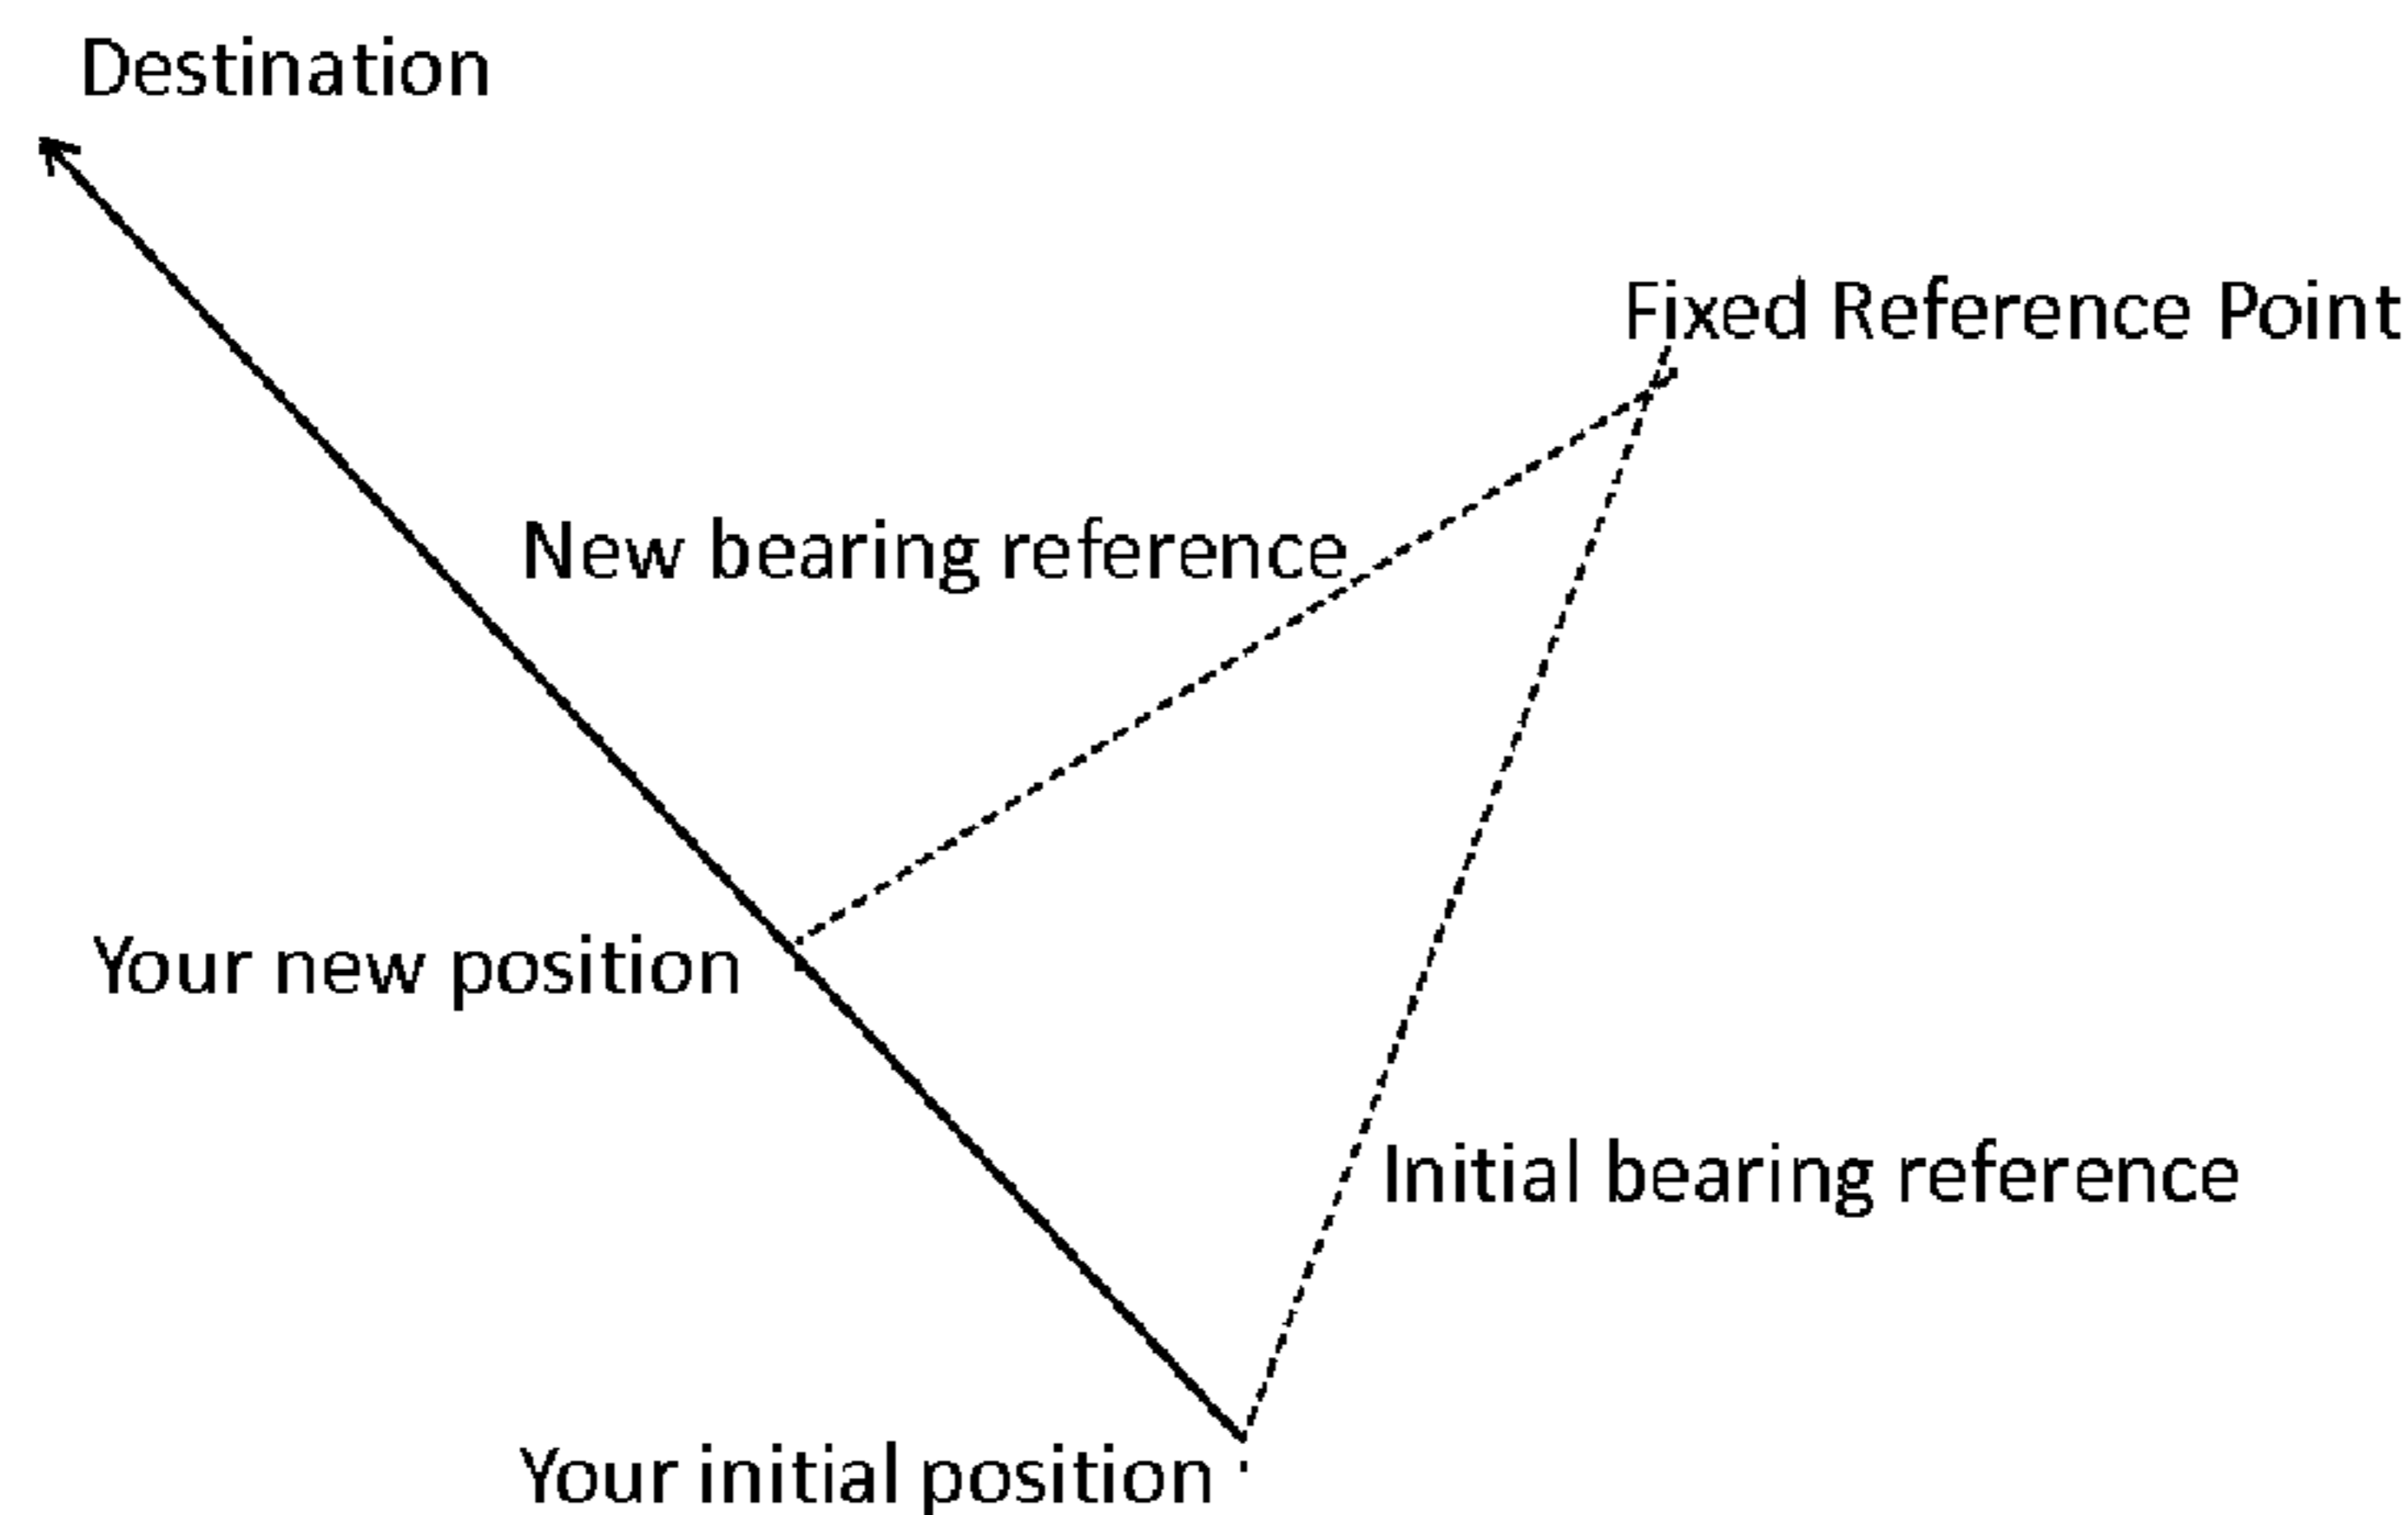 Destination
Fixed Reference Point
New bearing reference
Your new position
Initial bearing reference
Your initial position